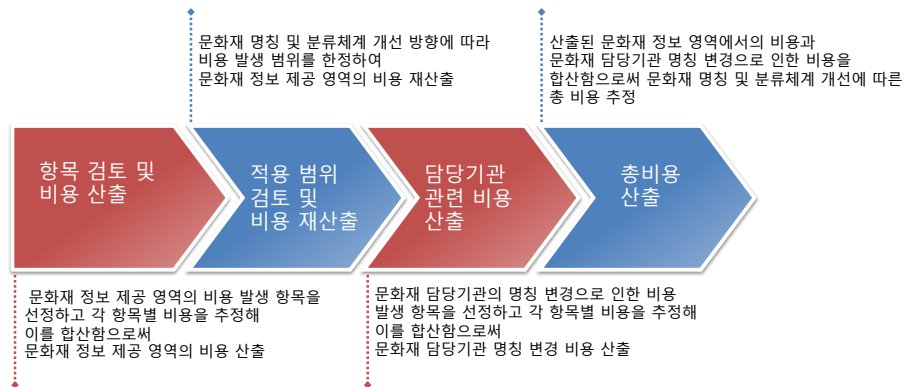 문화재 명칭 및 분류체계 개선 방향에 따라
비용 발생 범위를 한정하여
문화재 정보 제공 영역의 비용 재산출
산출된 문화재 정보 영역에서의 비용과
문화재 담당기관 명칭 변경으로 인한 비용을
합산함으로써 문화재 명칭 및 분류체계 개선에 따른
총 비용 추정
항목 검토 및
비용 산출
적용 범위
검토 및
비용 재산출
담당기관
관련 비용
산출
총비용
산출
문화재 정보 제공 영역의 비용 발생 항목을
선정하고 각 항목별 비용을 추정해
이를 합산함으로써
문화재 정보 제공 영역의 비용 산출
문화재 담당기관의 명칭 변경으로 인한 비용
발생 항목을 선정하고 각 항목별 비용을 추정해
이를 합산함으로써
문화재 담당기관 명칭 변경 비용 산출